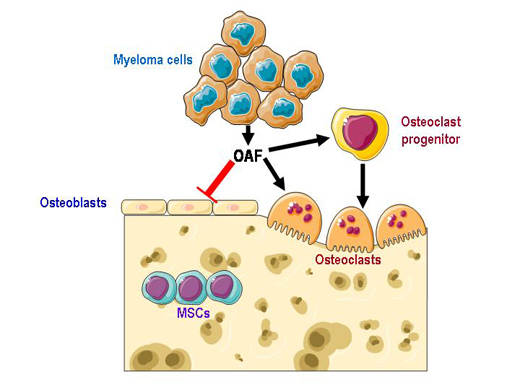 Myeloma cells
Osteoclast
progenitor
OAF
Osteoblasts
Osteoclasts
MSCs